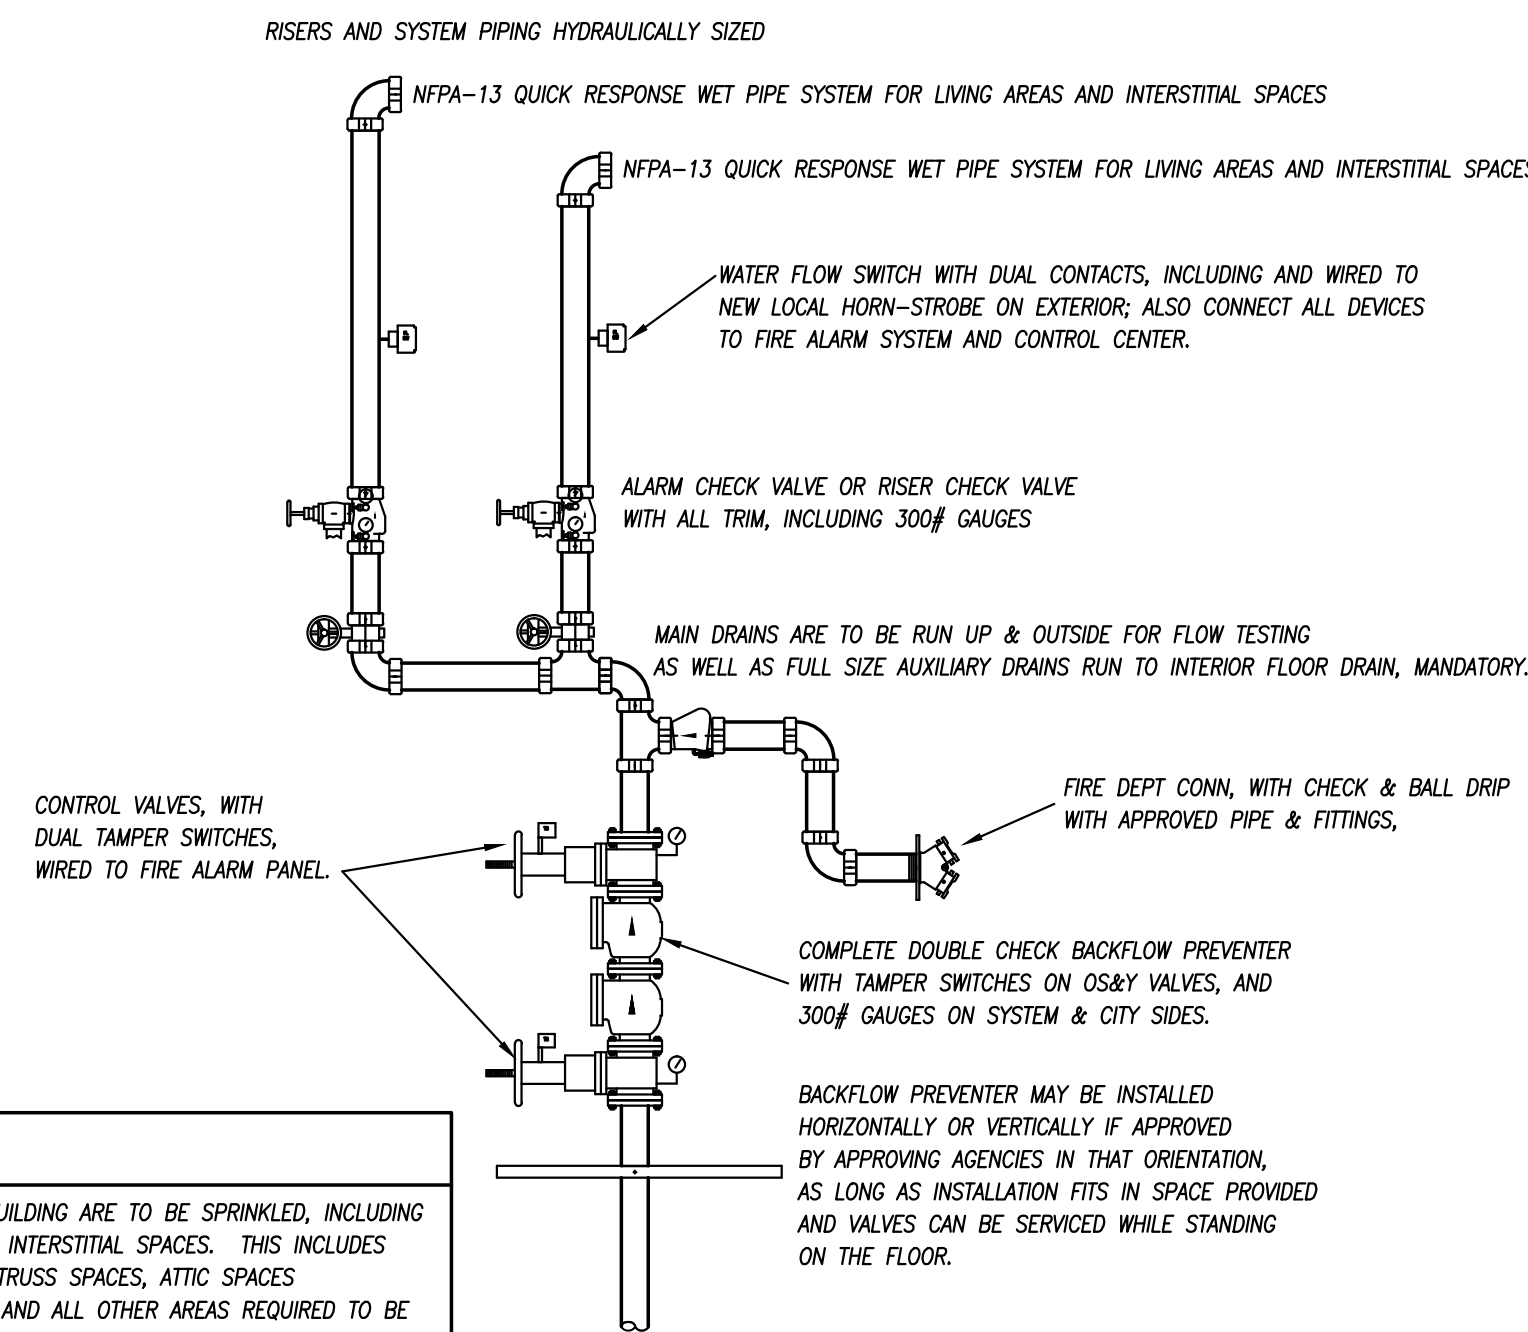 RISERS AND SYSTEM PIPING HYDRAULICALLY SIZED
NFPA-13 QUICK RESPONSE WET PIPE SYSTEM FOR LIVING AREAS AND INTERSTITIAL SPACES
NFPA-13 QUICK RESPONSE WET PIPE SYSTEM FOR LIVING AREAS AND INTERSTITIAL SPACES
WATER FLOW SWITCH WITH DUAL CONTACTS, INCLUDING AND WIRED TO
NEW LOCAL HORN-STROBE ON EXTERIOR; ALSO CONNECT ALL DEVICES
TO FIRE ALARM SYSTEM AND CONTROL CENTER.
ALARM CHECK VALVE OR RISER CHECK VALVE
WITH ALL TRIM, INCLUDING 300# GAUGES
MAIN DRAINS ARE TO BE RUN UP & OUTSIDE FOR FLOW TESTING
AS WELL AS FULL SIZE AUXILIARY DRAINS RUN TO INTERIOR FLOOR DRAIN, MANDATORY.
CONTROL VALVES, WITH
DUAL TAMPER SWITCHES,
WIRED TO FIRE ALARM PANEL.
FIRE DEPT CONN, WITH CHECK & BALL DRIP
WITH APPROVED PIPE & FITTINGS,
COMPLETE DOUBLE CHECK BACKFLOW PREVENTER
WITH TAMPER SWITCHES ON OS&Y VALVES, AND
300# GAUGES ON SYSTEM & CITY SIDES.
BACKFLOW PREVENTER MAY BE INSTALLED
HORIZONTALLY OR VERTICALLY IF APPROVED
BY APPROVING AGENCIES IN THAT ORIENTATION,
AS LONG AS INSTALLATION FITS IN SPACE PROVIDED
AND VALVES CAN BE SERVICED WHILE STANDING
ON THE FLOOR.
UILDING ARE TO BE SPRINKLED, INCLUDING
INTERSTITIAL SPACES. THIS INCLUDES
TRUSS SPACES, ATTIC SPACES
AND ALL OTHER AREAS REQUIRED TO BE